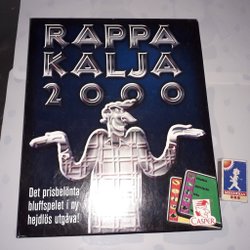 RAPPA
KALJA
2000
Det prisbelönta
bluffspelet i ny
hejdlös utgåva!
CASPER